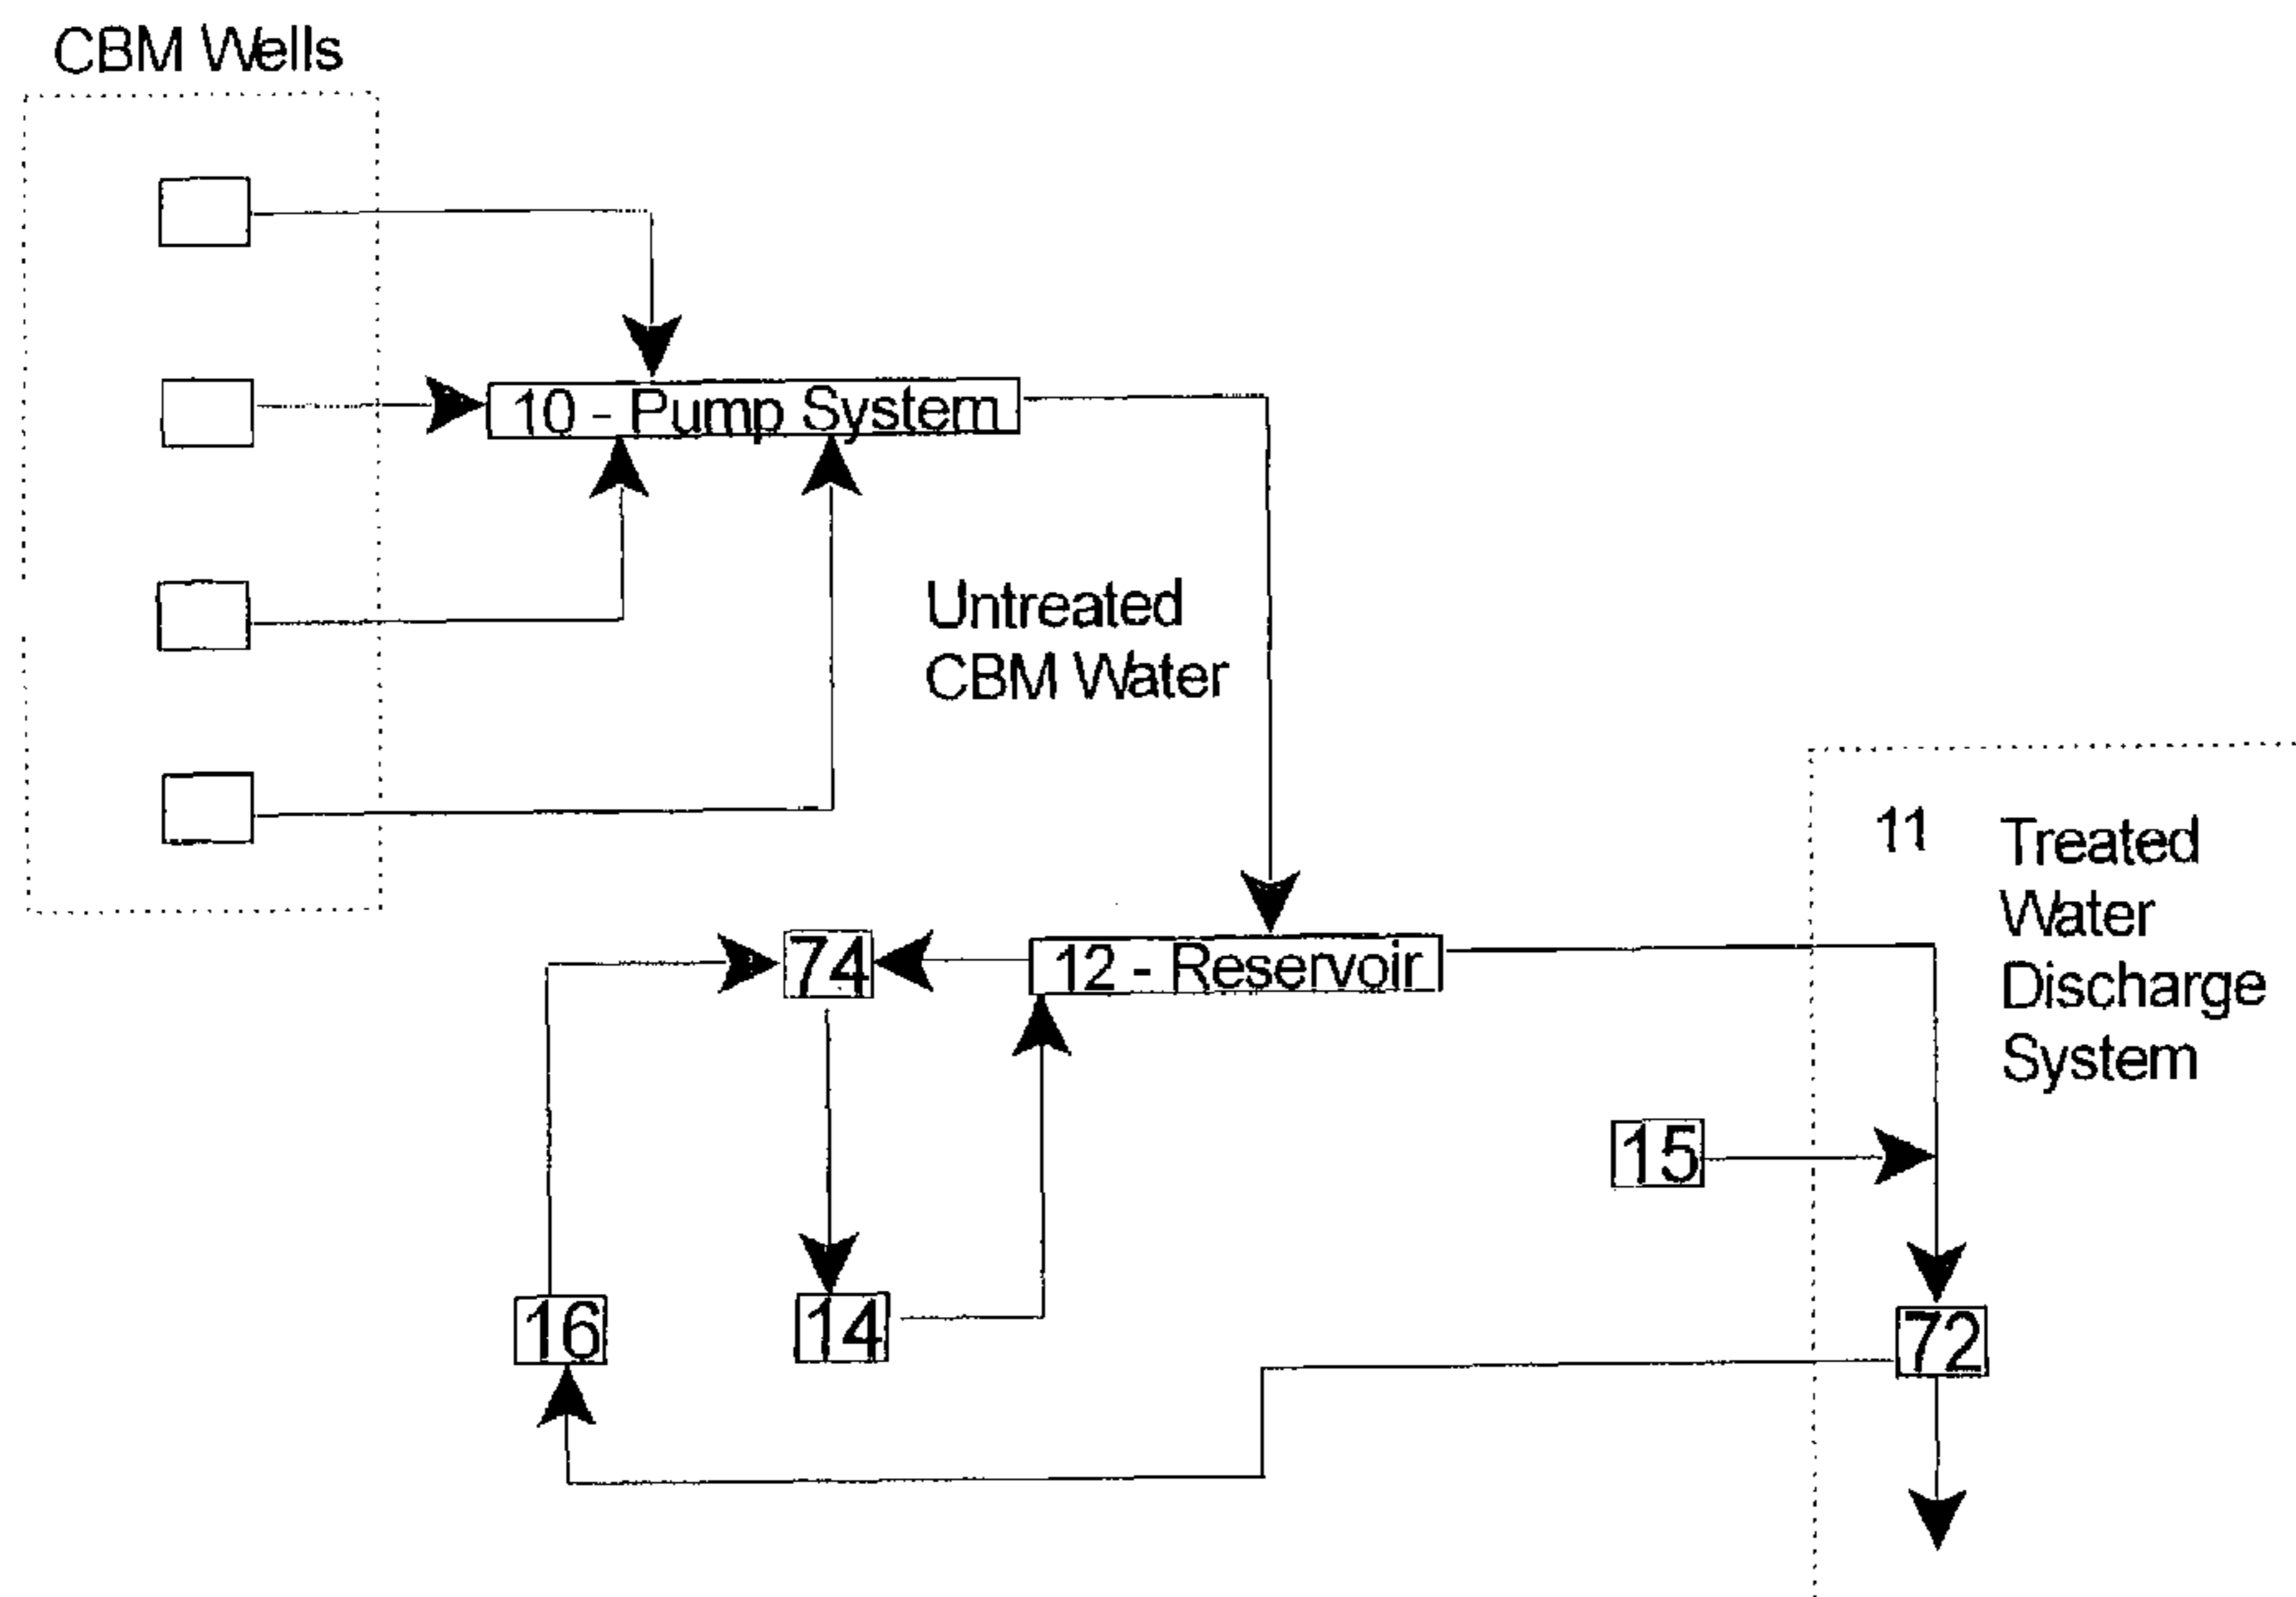 CBM Wells
10 - Pump System
Untreated
CBM Water
11
Treated
Water
Discharge
System
74
12 - Reservoir
15
16
14
72